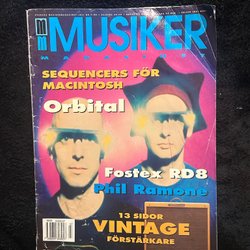 MUSIKER
SEQUENCERS FÖR
MACINTOSH
Orbital
Fostex RD8
Phil Ramone
13 SIDOR
VINTAGE
FÖRSTÄRKARE